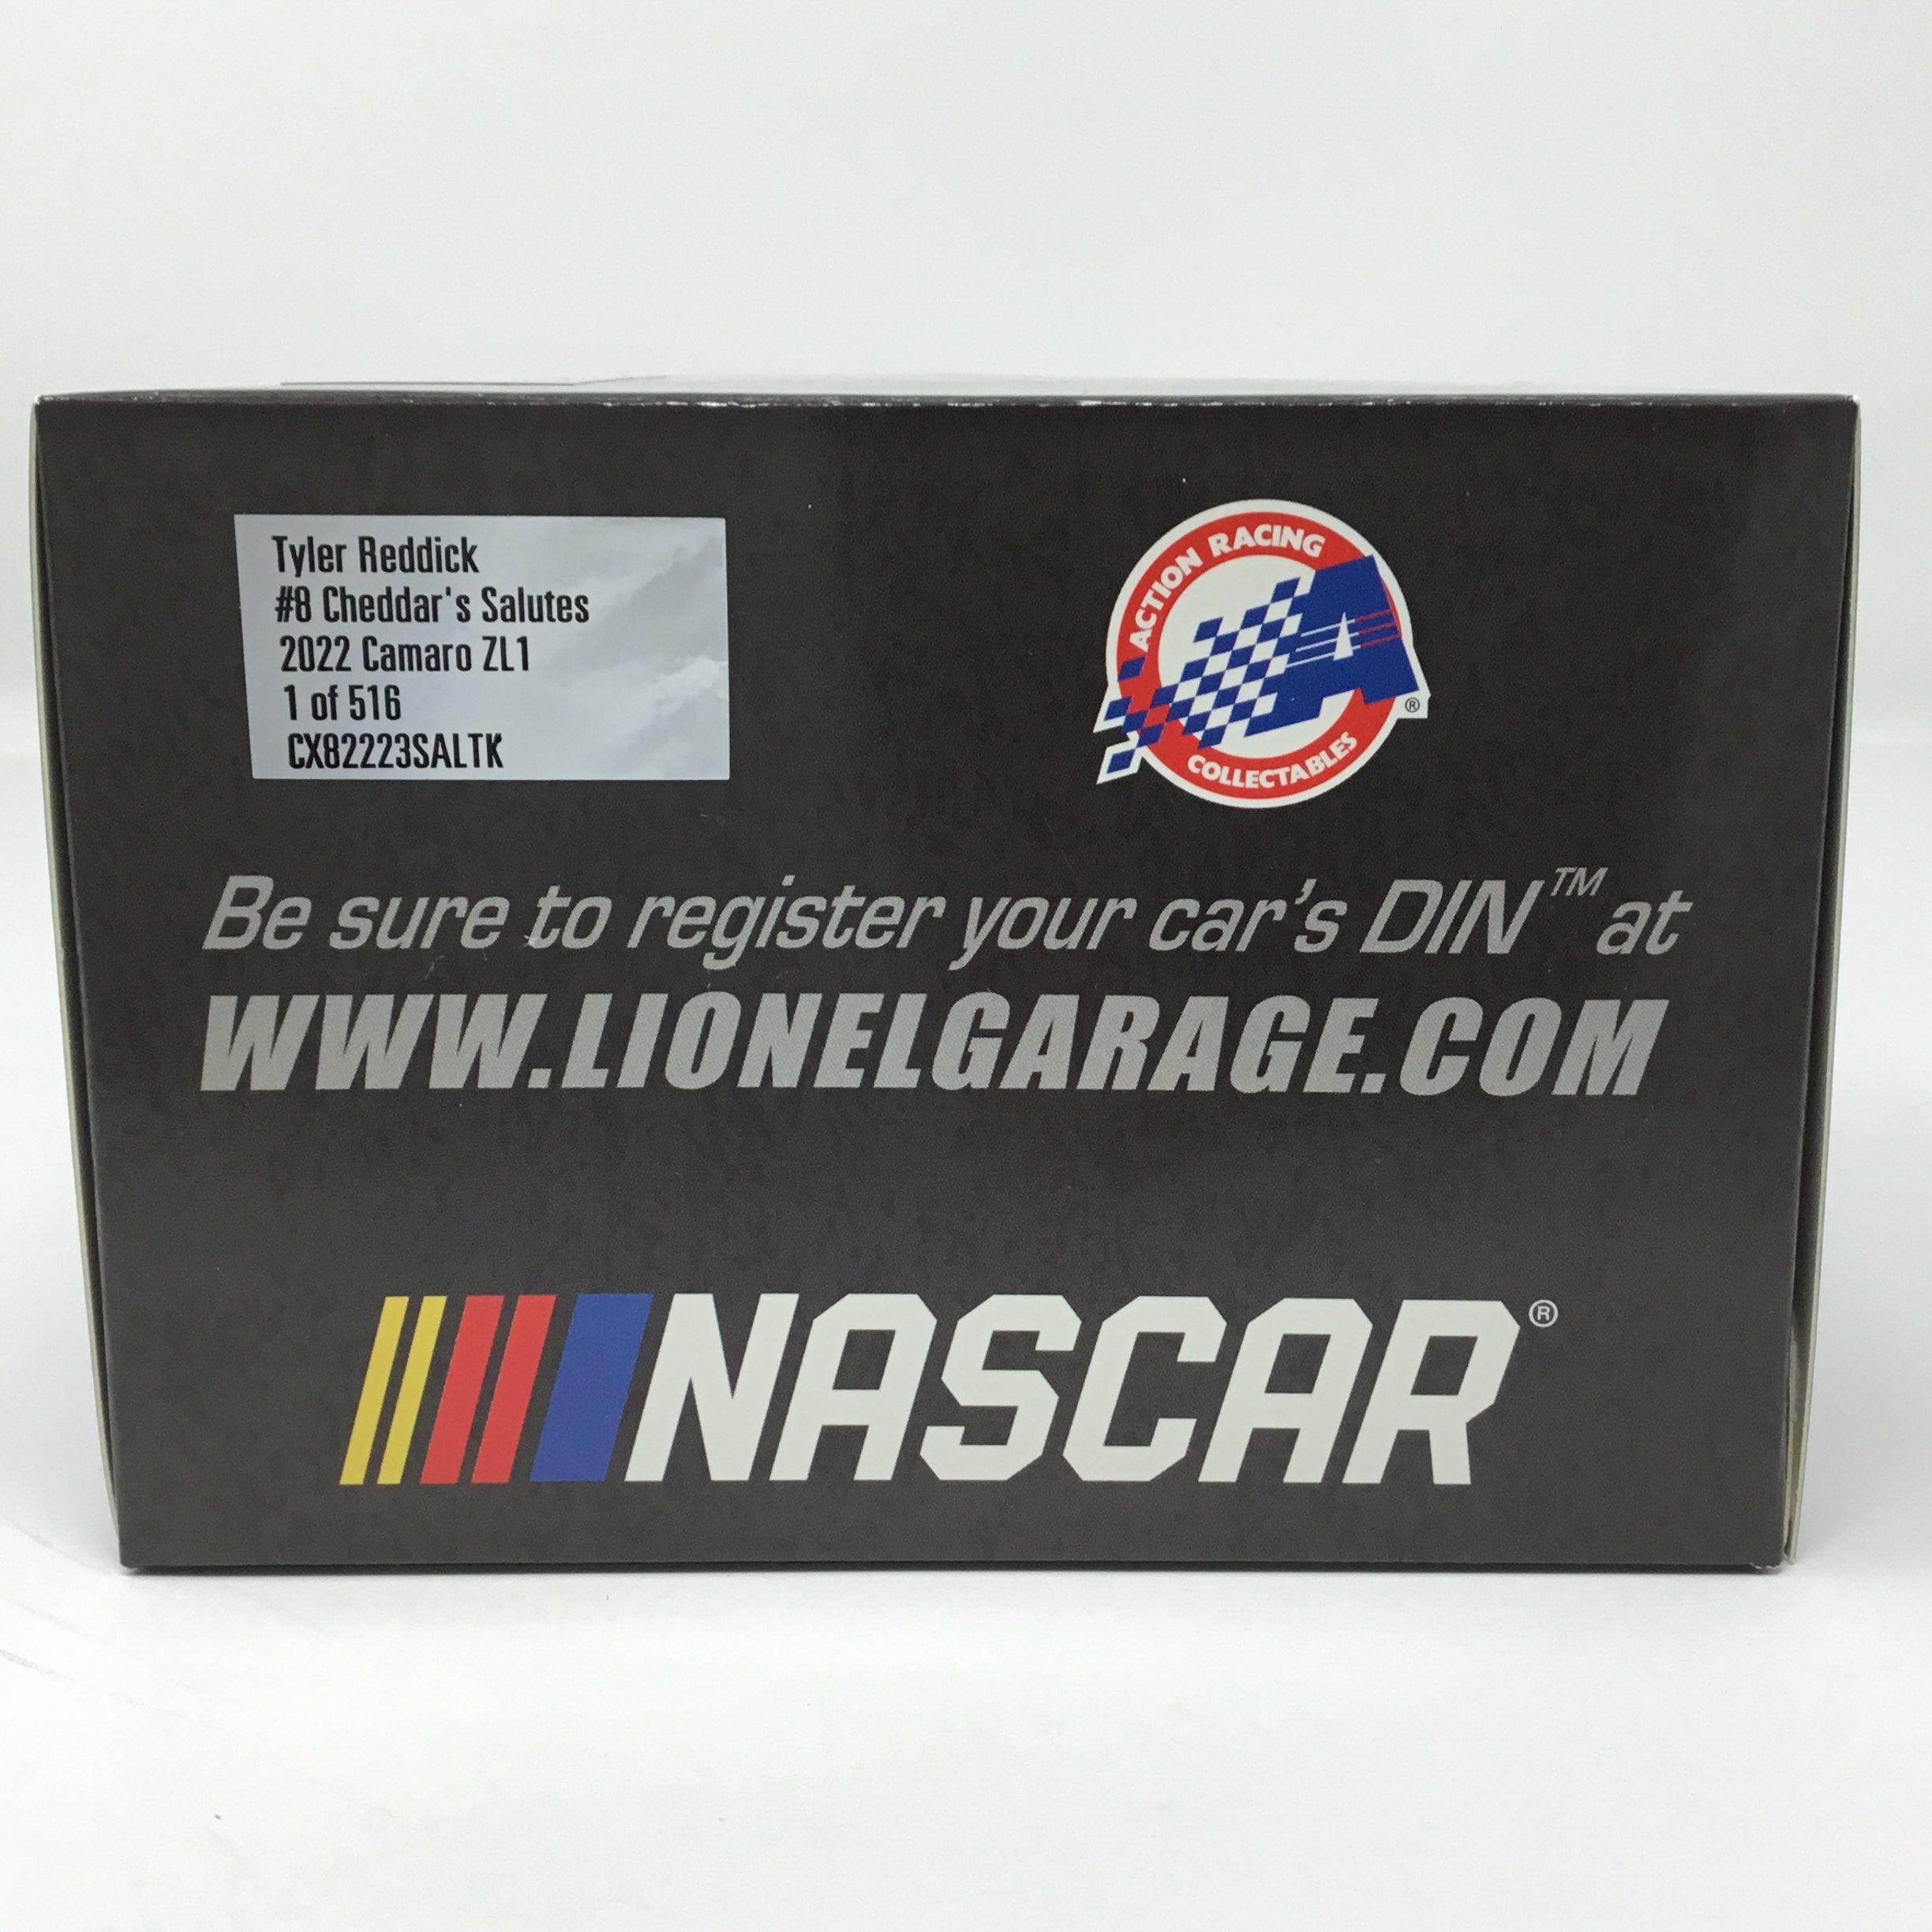 Tyler Reddick
#8 Cheddar's Salutes
2022 Camaro ZL1
1 of 516
CX82223SALTK
ACTION RACING
A
®
COLLECTABLES
Be sure to register your car's DIN™ at
WWW.LIONELGARAGE.COM
NASCAR®